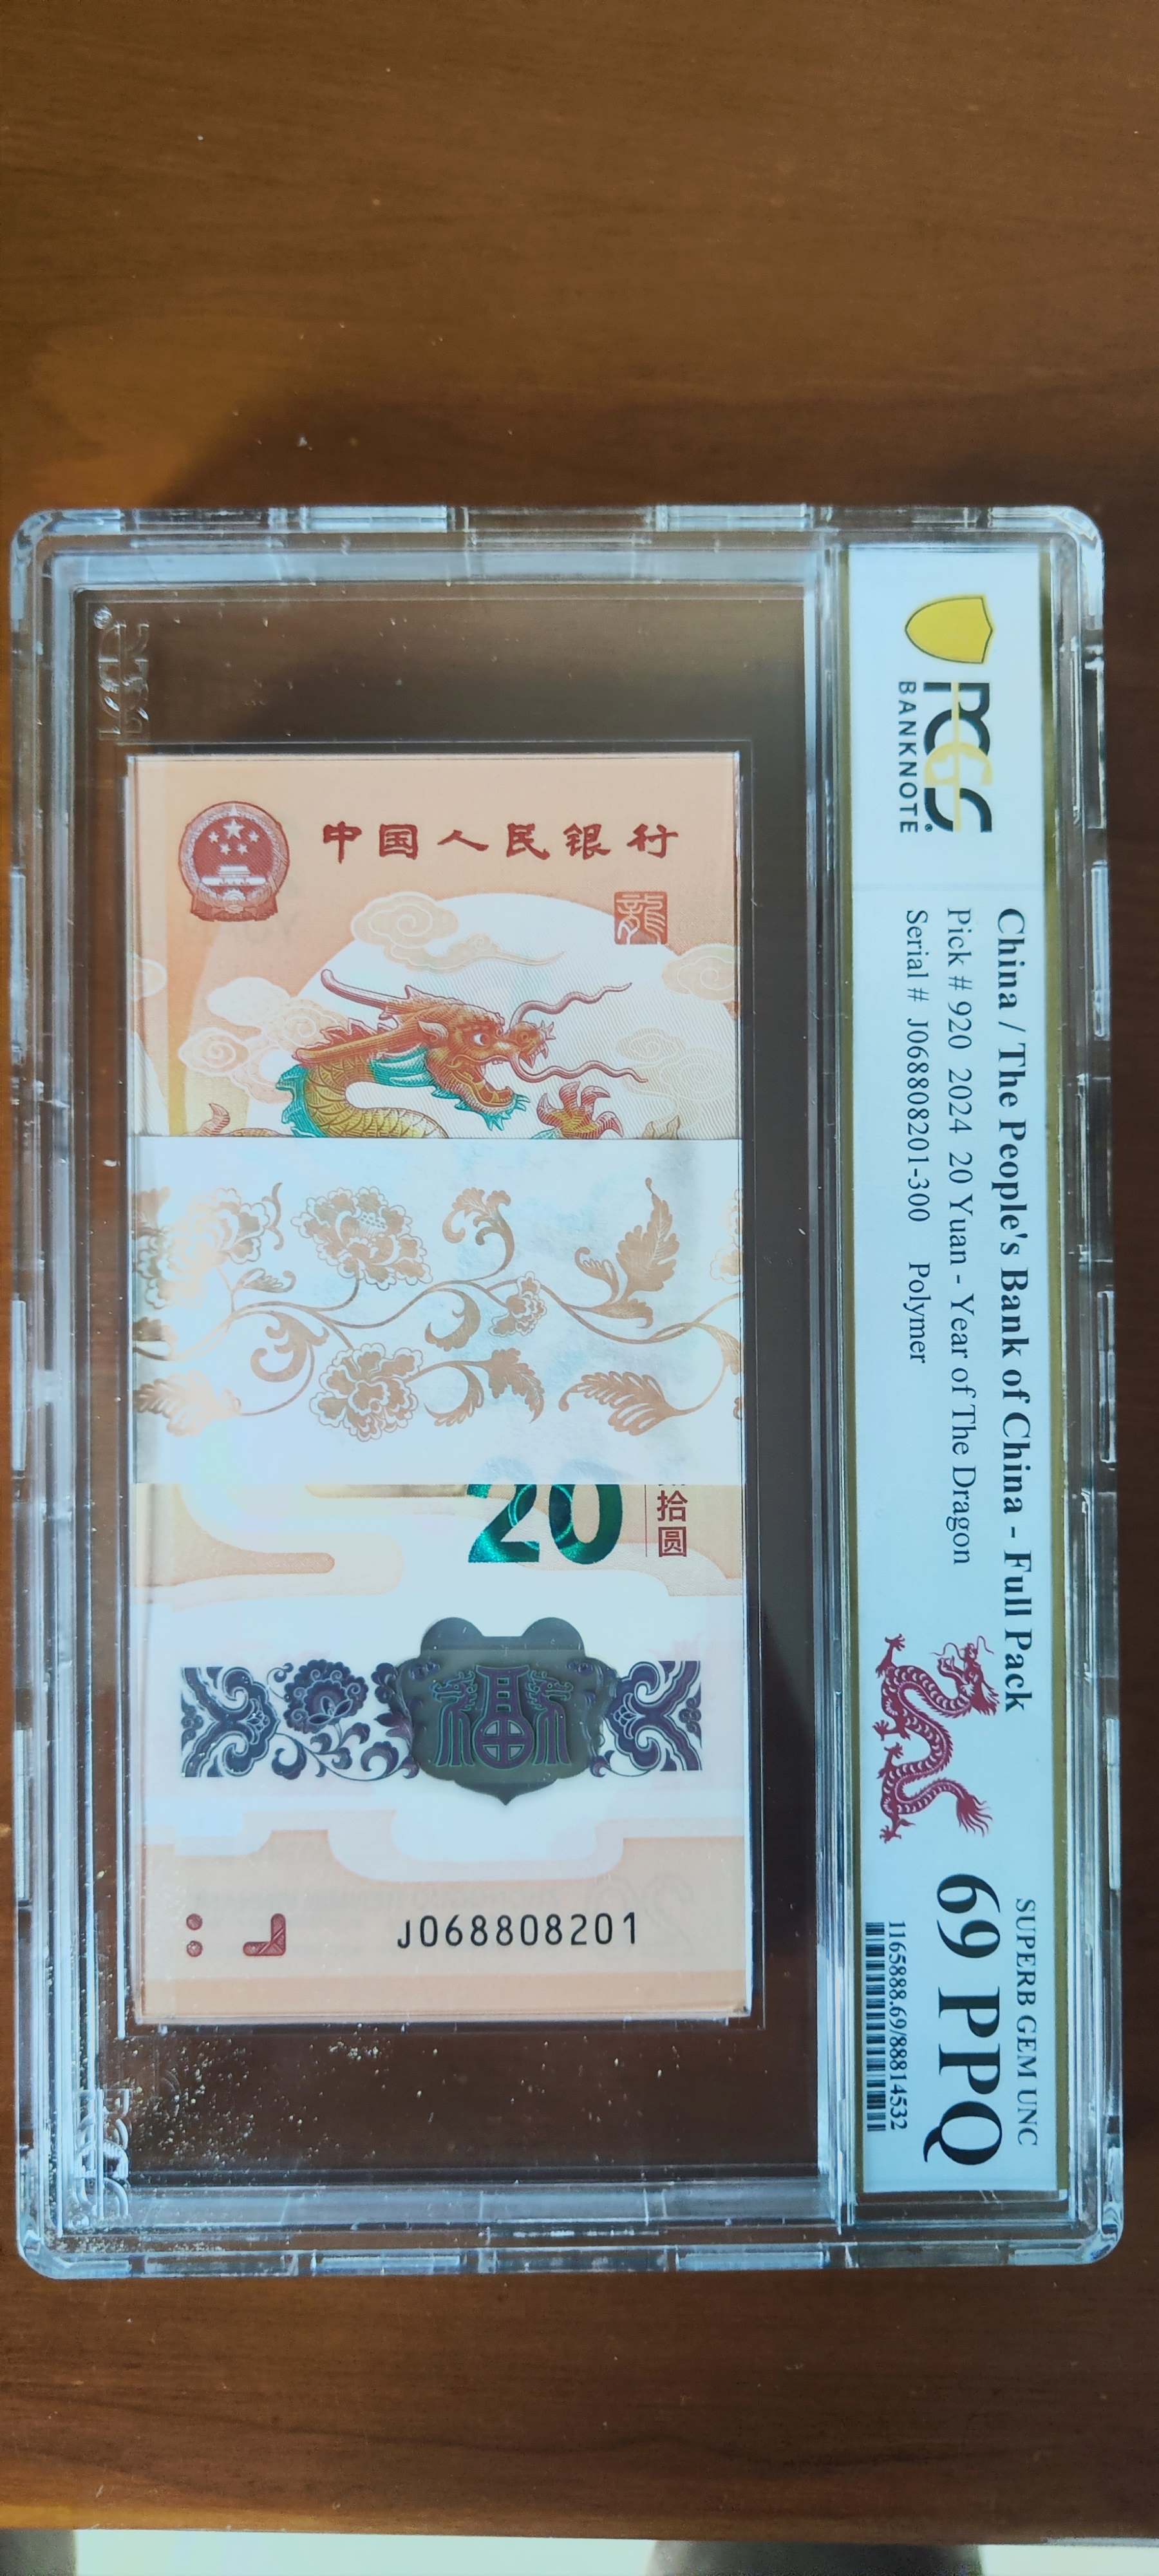 PCGS
BANKNOTE
China / The People's Bank of China - Full Pack
Pick # 920 2024 20 Yuan - Year of The Dragon
Serial # J068808201-300 Polymer
SUPERB GEM UNC
69 PPQ
1165888.69/88814532
中国人民银行
龍
20
拾圆
福
J068808201